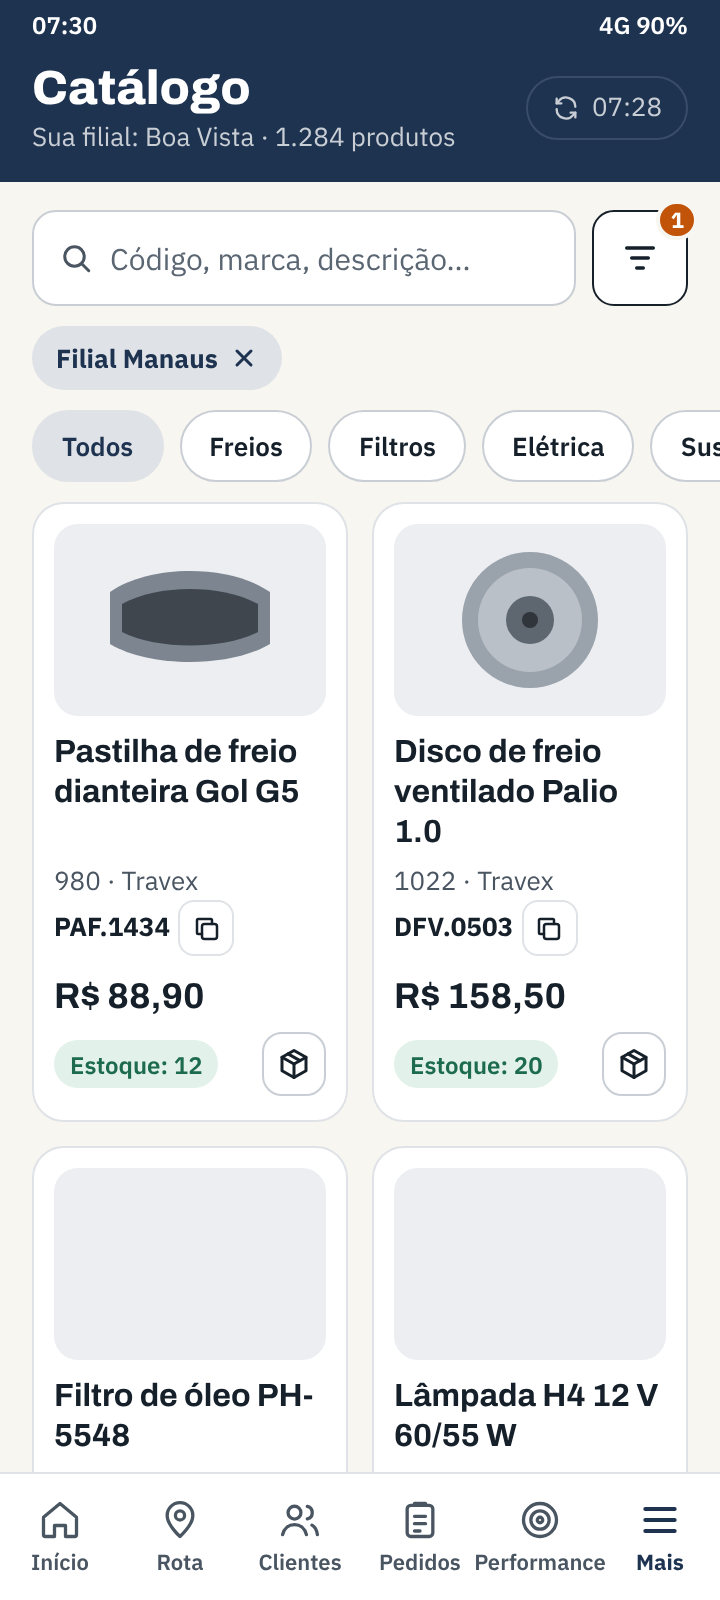 07:30
4G 90%
Catálogo
Sua filial: Boa Vista · 1.284 produtos
07:28
Código, marca, descrição...
1
Filial Manaus
Todos
Freios
Filtros
Elétrica
Sus
Pastilha de freio
dianteira Gol G5
980 · Travex
PAF.1434
R$ 88,90
Estoque: 12
Disco de freio
ventilado Palio
1.0
1022 · Travex
DFV.0503
R$ 158,50
Estoque: 20
Filtro de óleo PH-
5548
Lâmpada H4 12 V
60/55 W
Início
Rota
Clientes
Pedidos
Performance
Mais